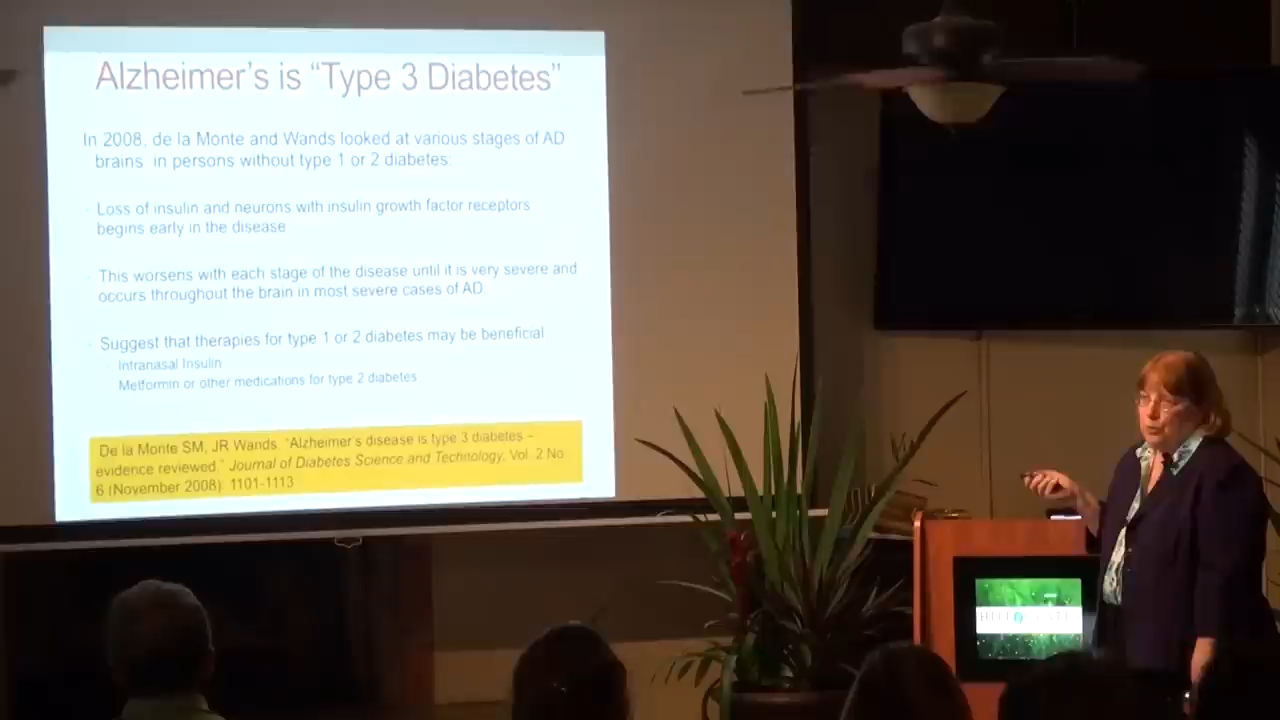 Alzheimer's is "Type 3 Diabetes"
In 2008, de la Monte and Wands looked at various stages of AD
brains in persons without type 1 or 2 diabetes:
Loss of insulin and neurons with insulin growth factor receptors
begins early in the disease
This worsens with each stage of the disease until it is very severe and
occurs throughout the brain in most severe cases of AD.
Suggest that therapies for type 1 or 2 diabetes may be beneficial
Intranasal Insulin
Metformin or other medications for type 2 diabetes
De la Monte SM, JR Wands. "Alzheimer's disease is type 3 diabetes –
evidence reviewed." Journal of Diabetes Science and Technology, Vol. 2 No.
6 (November 2008): 1101-1113